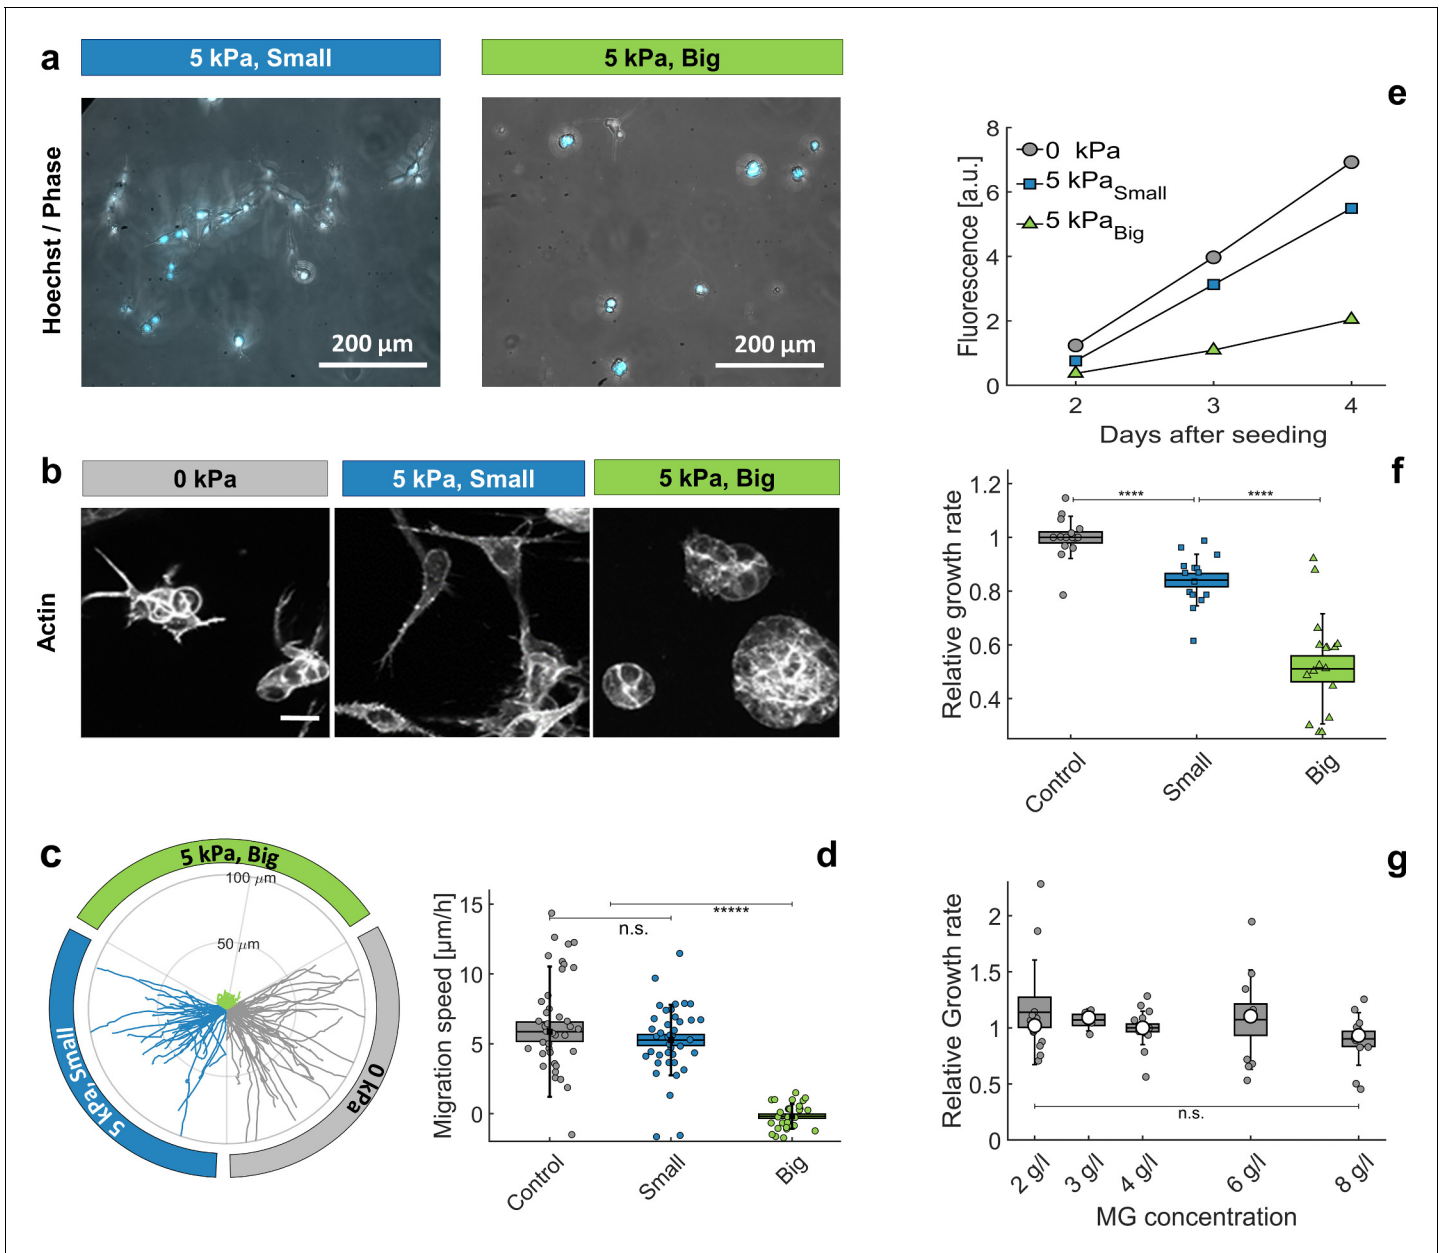 a
5 kPa, Small
5 kPa, Big
Hoechst / Phase
200 µm
200 µm
b
0 kPa
5 kPa, Small
5 kPa, Big
Actin
c
5 kPa, Big
100 µm
50 µm
5 kPa, Small
0 kPa
d
15
10
5
0
Migration speed [µm/h]
n.s.
*****
Control
Small
Big
e
8
6
4
2
0
Fluorescence [a.u.]
0 kPa
5 kPa Small
5 kPa Big
2 3 4
Days after seeding
f
1.2
1
0.8
0.6
0.4
Relative growth rate
**** ****
Control
Small
Big
g
2
1.5
1
0.5
0
Relative Growth rate
n.s.
2 g/l
3 g/l
4 g/l
6 g/l
8 g/l
MG concentration